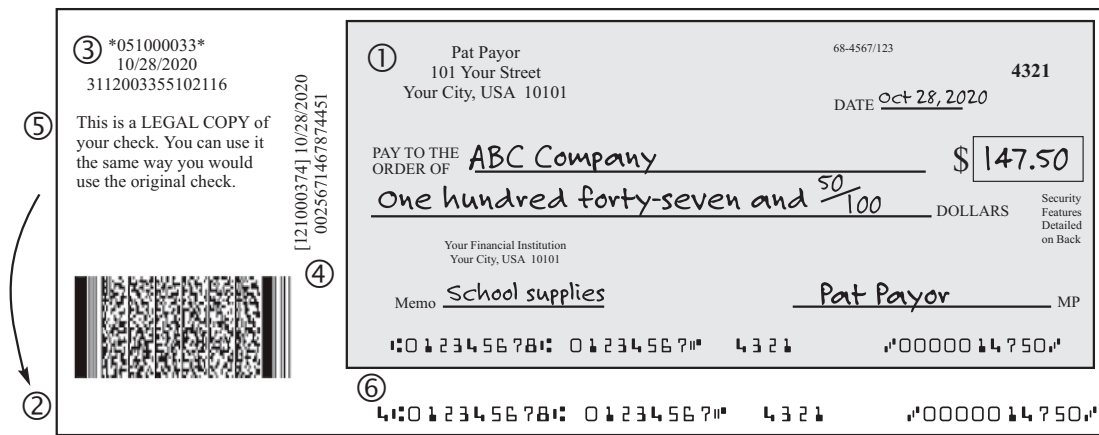 ③ *051000033*
10/28/2020
3112003355102116
⑤ This is a LEGAL COPY of
your check. You can use it
the same way you would
use the original check.
[121000374] 10/28/2020
00256714678 74451
④
②
① Pat Payor
101 Your Street
Your City, USA 10101
68-4567/123
4321
DATE Oct 28, 2020
PAY TO THE
ORDER OF ABC Company $ 147.50
One hundred forty-seven and 50/100 DOLLARS
Security
Features
Detailed
on Back
Your Financial Institution
Your City, USA 10101
Memo School supplies Pat Payor MP
⑆012345678⑆ 01234567⑈ 4321 ⑇0000014750⑇
⑥
4⑆012345678⑆ 01234567⑈ 4321 ⑇0000014750⑇